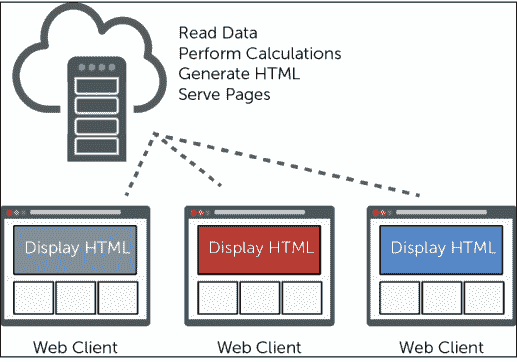 Read Data
Perform Calculations
Generate HTML
Serve Pages
Display HTML
Display HTML
Display HTML
Web Client
Web Client
Web Client